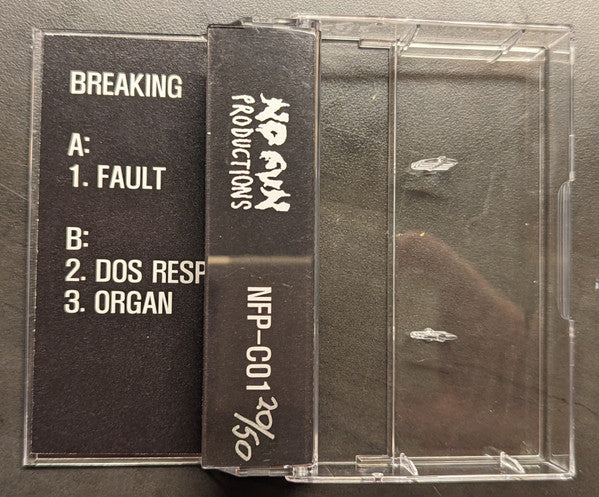 BREAKING
A:
1. FAULT
B:
2. DOS RESP
3. ORGAN
NO FUN
PRODUCTIONS
NFP-C01
20/50